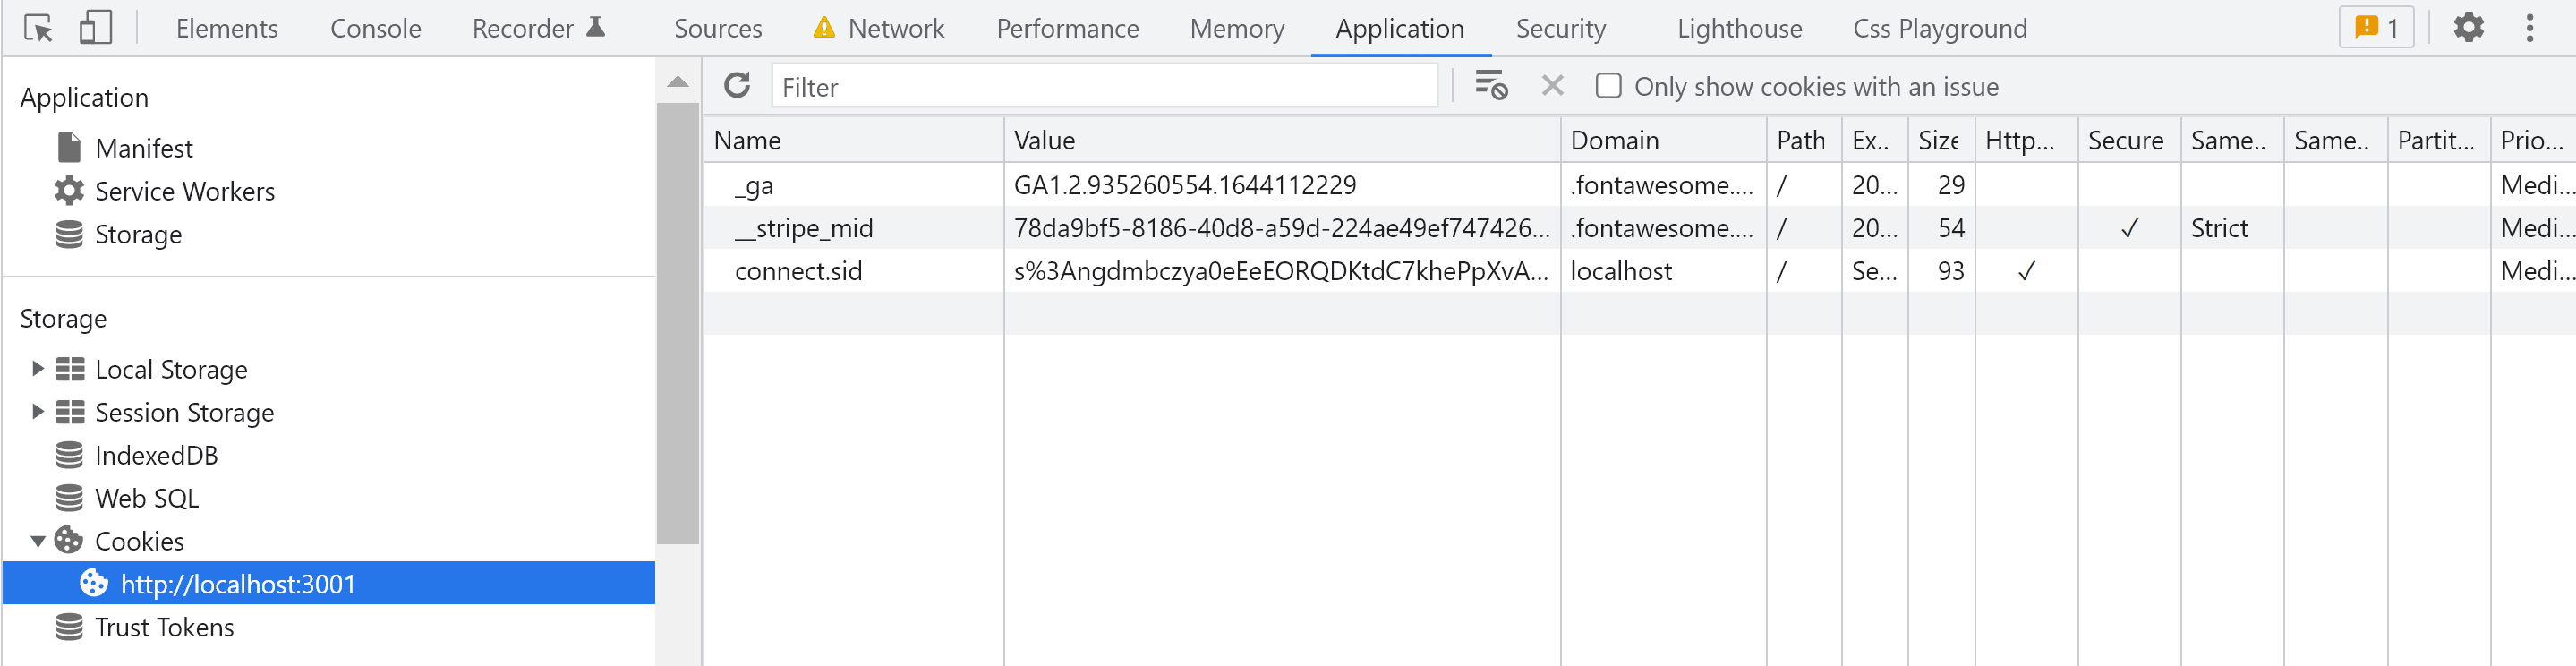 Elements Console Recorder Sources Network Performance Memory Application Security Lighthouse Css Playground 1
Application
Manifest
Service Workers
Storage
Storage
Local Storage
Session Storage
IndexedDB
Web SQL
Cookies
http://localhost:3001
Trust Tokens
Filter Only show cookies with an issue
Name Value Domain Path Ex.. Size Http... Secure Same.. Same.. Partit... Prio...
_ga GA1.2.935260554.1644112229 .fontawesome.... / 20... 29 Medi...
__stripe_mid 78da9bf5-8186-40d8-a59d-224ae49ef747426... .fontawesome.... / 20... 54 ✓ Strict Medi...
connect.sid s%3Angdmbczya0eEeEORQDKtdC7khePpXvA... localhost / Se... 93 ✓ Medi...